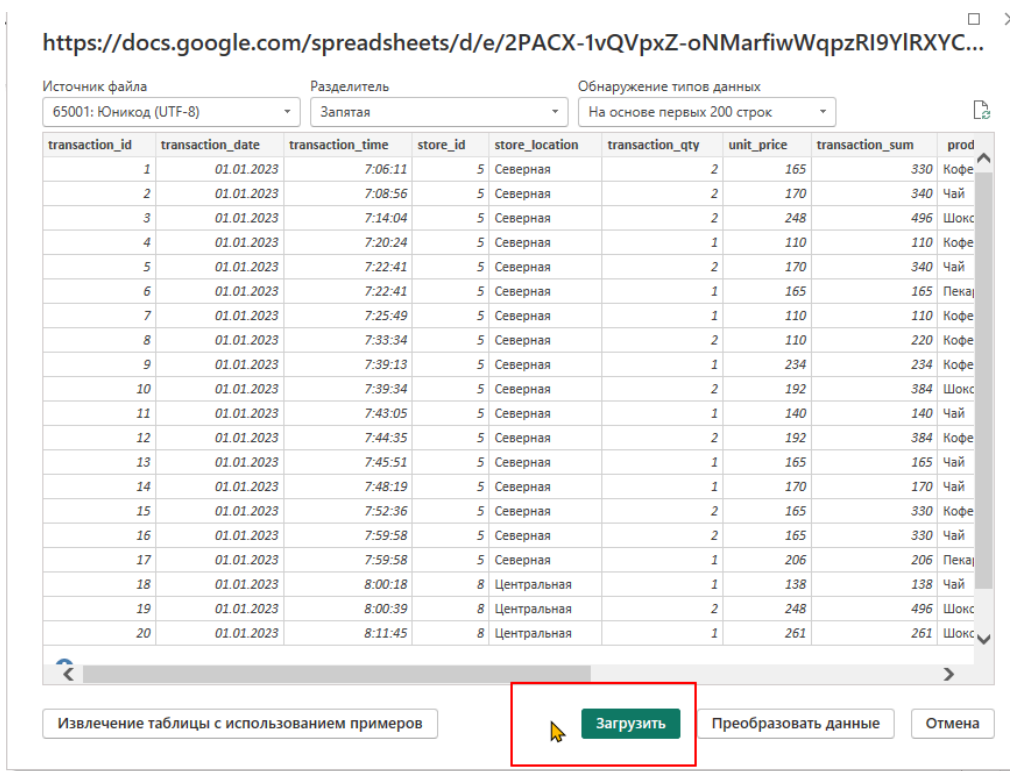 https://docs.google.com/spreadsheets/d/e/2PACX-1vQVpxZ-oNMarfiwWqpzRI9YlRXYC...
Источник файла Разделитель Обнаружение типов данных
65001: Юникод (UTF-8) Запятая На основе первых 200 строк
transaction_id transaction_date transaction_time store_id store_location transaction_qty unit_price transaction_sum prod
1 01.01.2023 7:06:11 5 Северная 2 165 330 Кофе
2 01.01.2023 7:08:56 5 Северная 2 170 340 Чай
3 01.01.2023 7:14:04 5 Северная 2 248 496 Шоко
4 01.01.2023 7:20:24 5 Северная 1 110 110 Кофе
5 01.01.2023 7:22:41 5 Северная 2 170 340 Чай
6 01.01.2023 7:22:41 5 Северная 1 165 165 Пекар
7 01.01.2023 7:25:49 5 Северная 1 110 110 Кофе
8 01.01.2023 7:33:34 5 Северная 2 110 220 Кофе
9 01.01.2023 7:39:13 5 Северная 1 234 234 Кофе
10 01.01.2023 7:39:34 5 Северная 2 192 384 Шоко
11 01.01.2023 7:43:05 5 Северная 1 140 140 Чай
12 01.01.2023 7:44:35 5 Северная 2 192 384 Кофе
13 01.01.2023 7:45:51 5 Северная 1 165 165 Чай
14 01.01.2023 7:48:19 5 Северная 1 170 170 Чай
15 01.01.2023 7:52:36 5 Северная 2 165 330 Кофе
16 01.01.2023 7:59:58 5 Северная 2 165 330 Чай
17 01.01.2023 7:59:58 5 Северная 1 206 206 Пекар
18 01.01.2023 8:00:18 8 Центральная 1 138 138 Чай
19 01.01.2023 8:00:39 8 Центральная 2 248 496 Шоко
20 01.01.2023 8:11:45 8 Центральная 1 261 261 Шоко
Извлечение таблицы с использованием примеров Загрузить Преобразовать данные Отмена